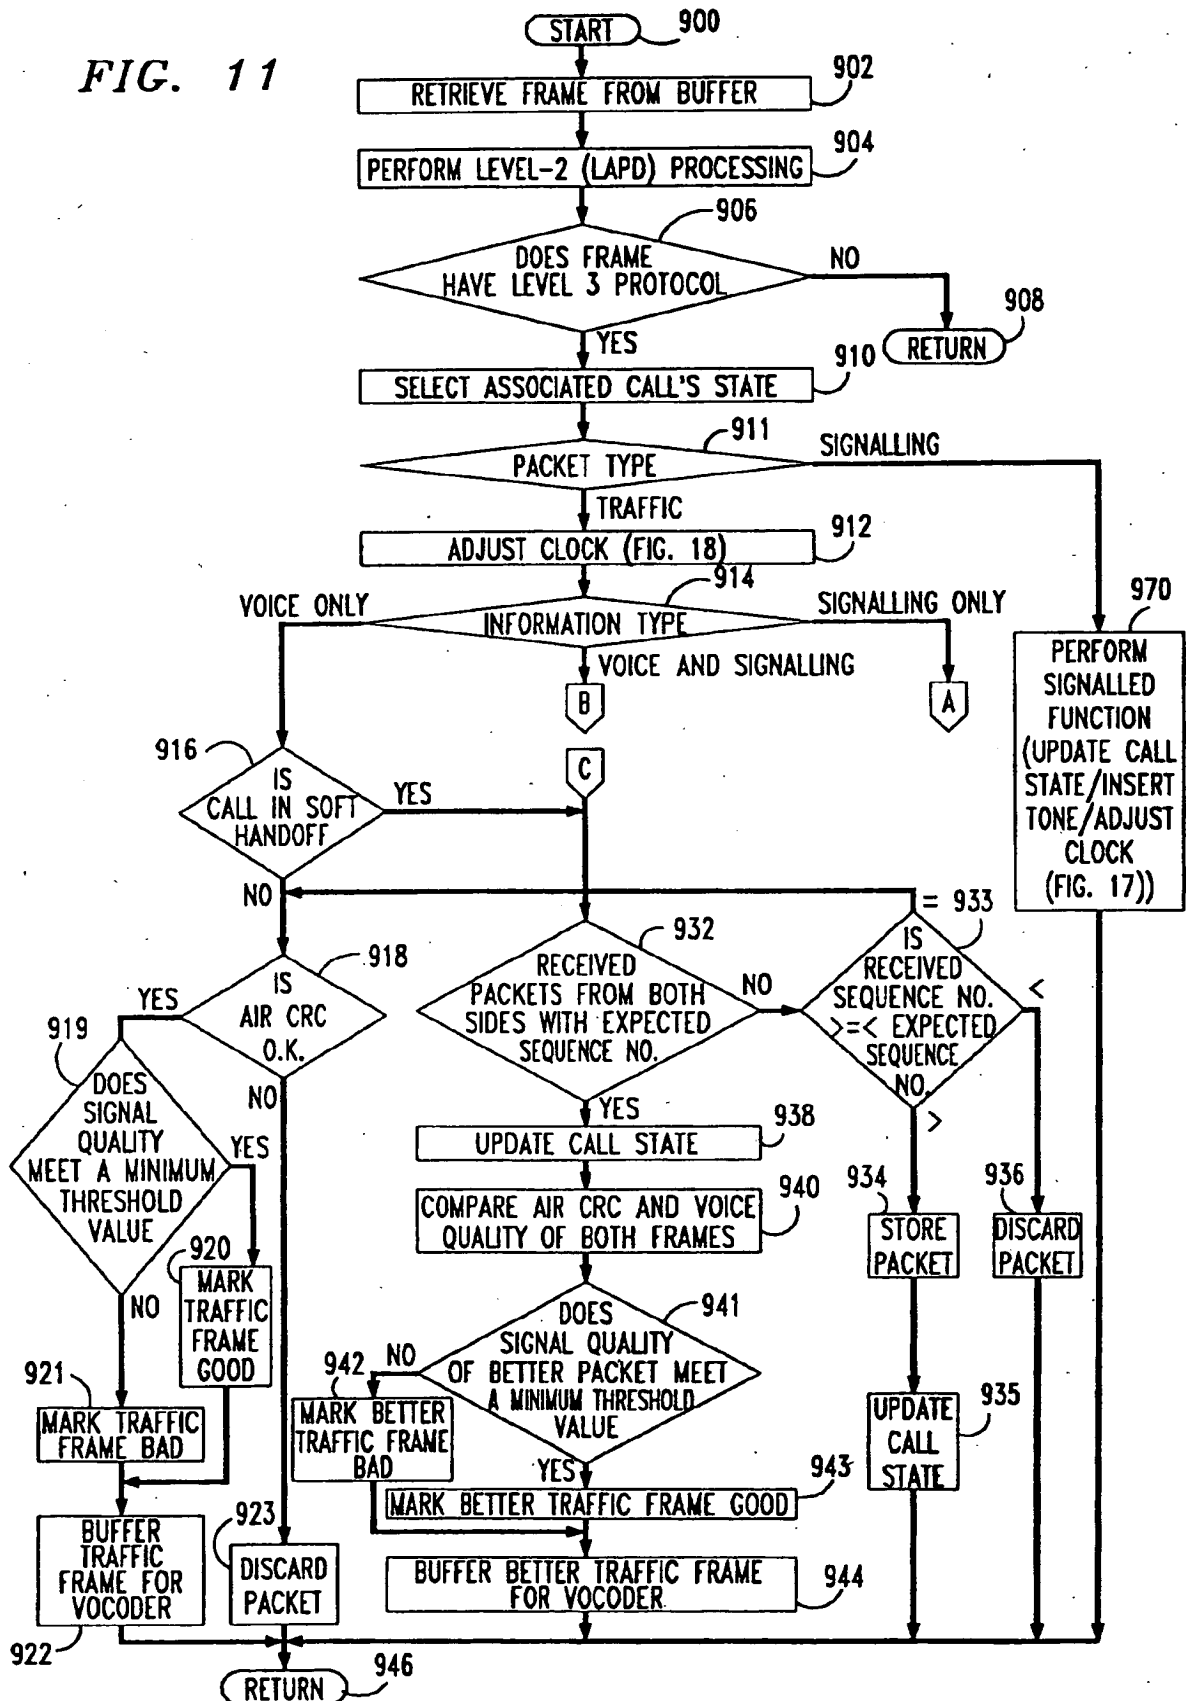 FIG. 11
START
900
RETRIEVE FRAME FROM BUFFER
902
PERFORM LEVEL-2 (LAPD) PROCESSING
904
906
DOES FRAME
HAVE LEVEL 3 PROTOCOL
NO
908
RETURN
YES
SELECT ASSOCIATED CALL'S STATE
910
911
PACKET TYPE
SIGNALLING
TRAFFIC
ADJUST CLOCK (FIG. 18)
912
914
VOICE ONLY
INFORMATION TYPE
SIGNALLING ONLY
VOICE AND SIGNALLING
B
A
970
PERFORM
SIGNALLED
FUNCTION
(UPDATE CALL
STATE/INSERT
TONE/ADJUST
CLOCK
(FIG. 17))
916
IS
CALL IN SOFT
HANDOFF
YES
C
NO
918
IS
AIR CRC
O.K.
YES
NO
932
RECEIVED
PACKETS FROM BOTH
SIDES WITH EXPECTED
SEQUENCE NO.
NO
YES
= 933
IS
RECEIVED
SEQUENCE NO.
>=< EXPECTED
SEQUENCE
NO.
<
>
919
DOES
SIGNAL
QUALITY
MEET A MINIMUM
THRESHOLD
VALUE
YES
NO
920
MARK
TRAFFIC
FRAME
GOOD
921
MARK TRAFFIC
FRAME BAD
UPDATE CALL STATE
938
COMPARE AIR CRC AND VOICE
QUALITY OF BOTH FRAMES
940
934
STORE
PACKET
936
DISCARD
PACKET
941
DOES
SIGNAL QUALITY
OF BETTER PACKET MEET
A MINIMUM THRESHOLD
VALUE
NO
942
MARK BETTER
TRAFFIC FRAME
BAD
YES
943
MARK BETTER TRAFFIC FRAME GOOD
UPDATE
CALL
STATE
935
BUFFER
TRAFFIC
FRAME FOR
VOCODER
922
923
DISCARD
PACKET
BUFFER BETTER TRAFFIC FRAME
FOR VOCODER
944
RETURN
946